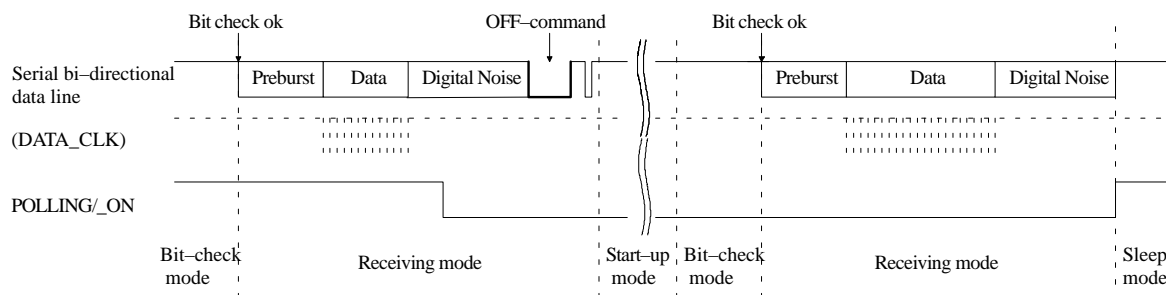 Bit check ok
OFF–command
Bit check ok
Serial bi–directional
data line
Preburst
Data
Digital Noise
Preburst
Data
Digital Noise
(DATA_CLK)
POLLING/_ON
Bit–check
mode
Receiving mode
Start–up
mode
Bit–check
mode
Receiving mode
Sleep
mode